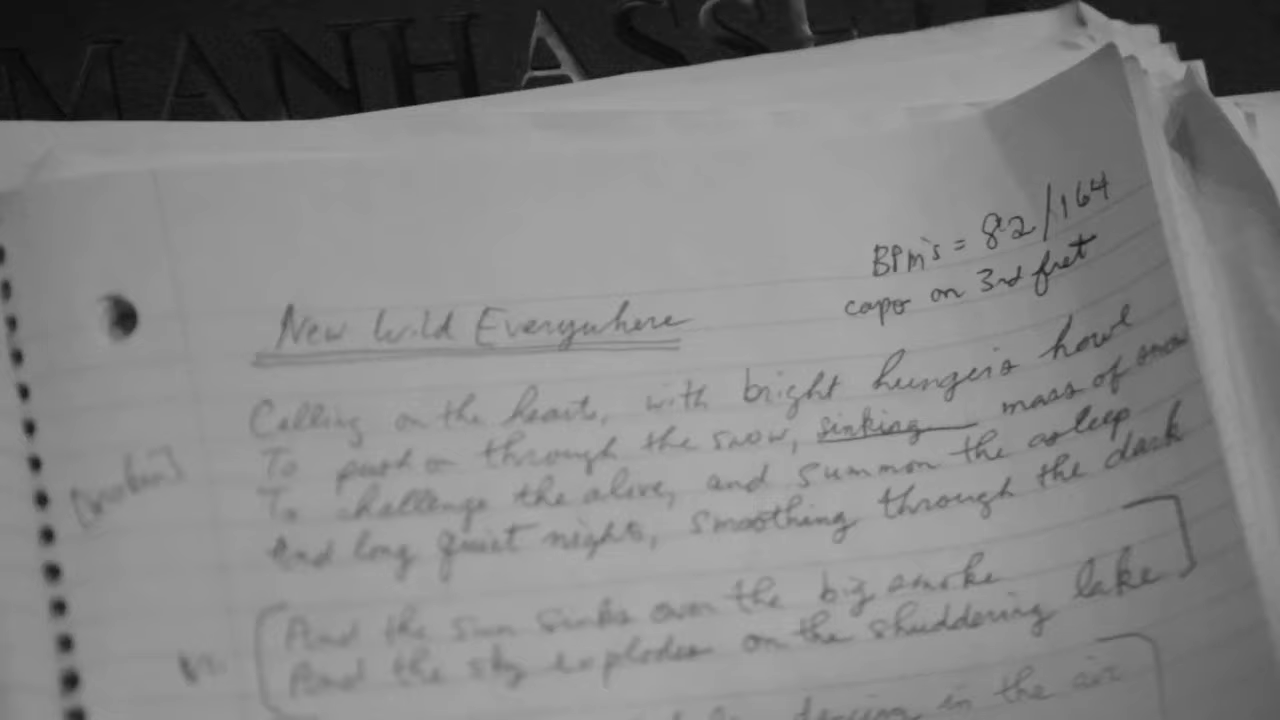 MANHASSE
BPM's = 82/164
capo on 3rd fret
New Wild Everywhere
Calling on the hearts, with bright hungers howl
To push on through the snow, sinking mass of snow
To challenge the alive, and summon the asleep
And long quiet nights, smoothing through the dark
And the sun sinks over the big smoke
And the sky explodes on the shuddering lake
dancing in the air